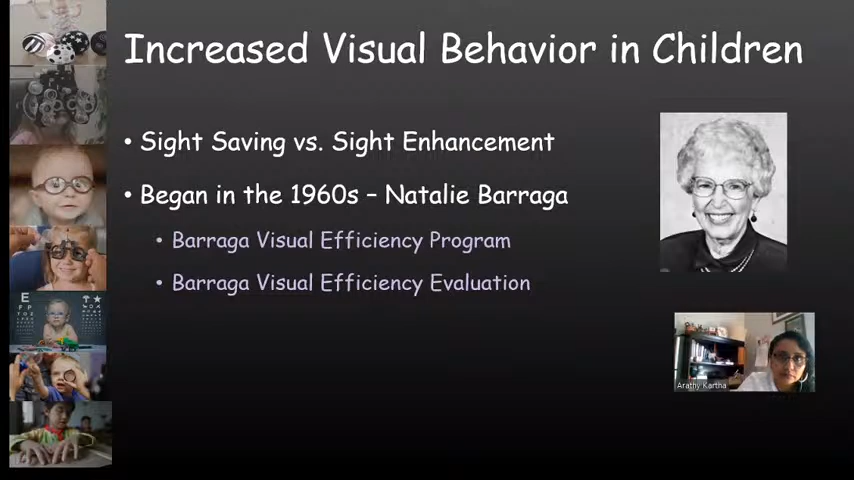 Increased Visual Behavior in Children
• Sight Saving vs. Sight Enhancement
• Began in the 1960s – Natalie Barraga
• Barraga Visual Efficiency Program
• Barraga Visual Efficiency Evaluation
Arathy Kartha